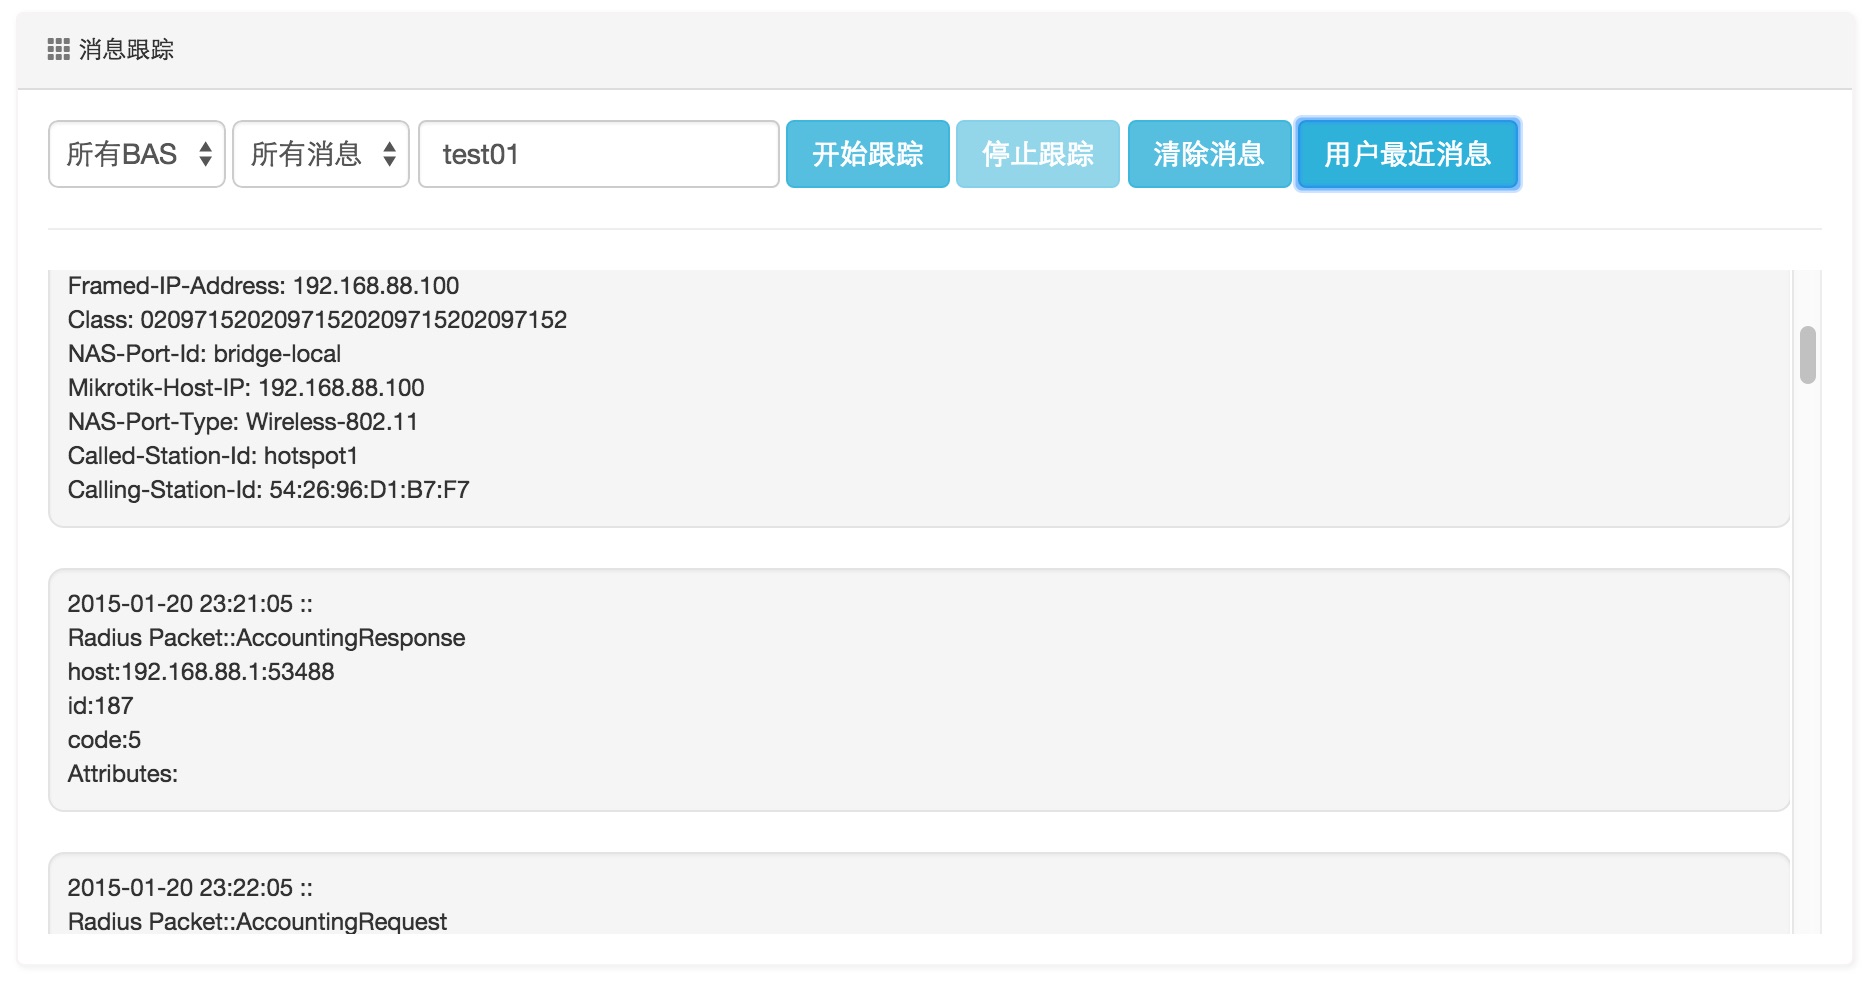 消息跟踪
所有BAS 所有消息 test01 开始跟踪 停止跟踪 清除消息 用户最近消息
Framed-IP-Address: 192.168.88.100
Class: 02097152020971520209715202097152
NAS-Port-Id: bridge-local
Mikrotik-Host-IP: 192.168.88.100
NAS-Port-Type: Wireless-802.11
Called-Station-Id: hotspot1
Calling-Station-Id: 54:26:96:D1:B7:F7
2015-01-20 23:21:05 ::
Radius Packet::AccountingResponse
host:192.168.88.1:53488
id:187
code:5
Attributes:
2015-01-20 23:22:05 ::
Radius Packet::AccountingRequest